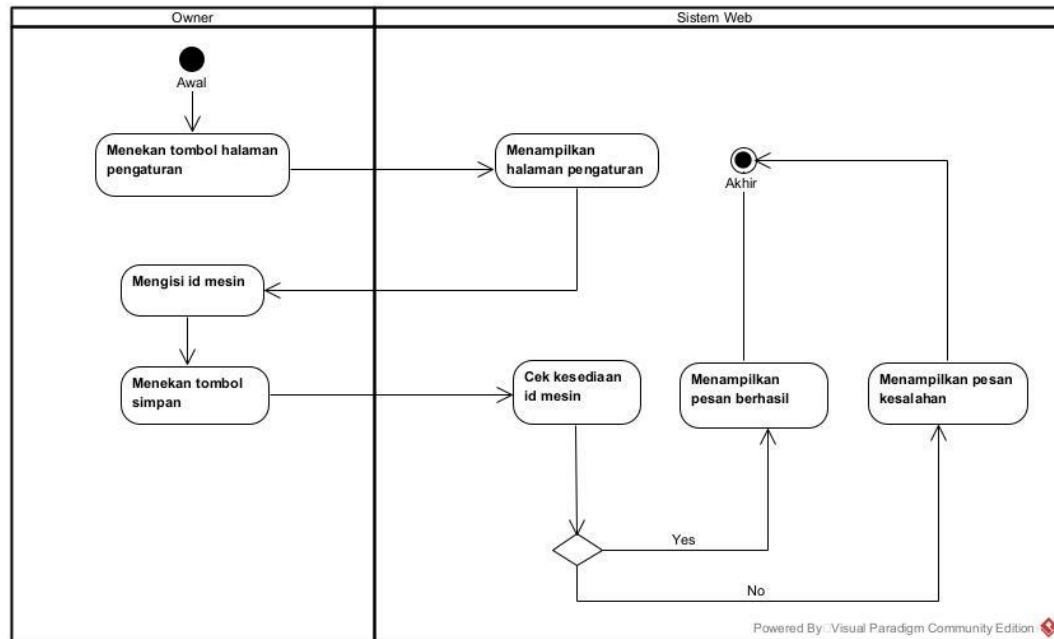 Owner
Sistem Web
Awal
Menekan tombol halaman
pengaturan
Menampilkan
halaman pengaturan
Akhir
Mengisi id mesin
Menekan tombol
simpan
Cek kesediaan
id mesin
Menampilkan
pesan berhasil
Menampilkan pesan
kesalahan
Yes
No
Powered By Visual Paradigm Community Edition